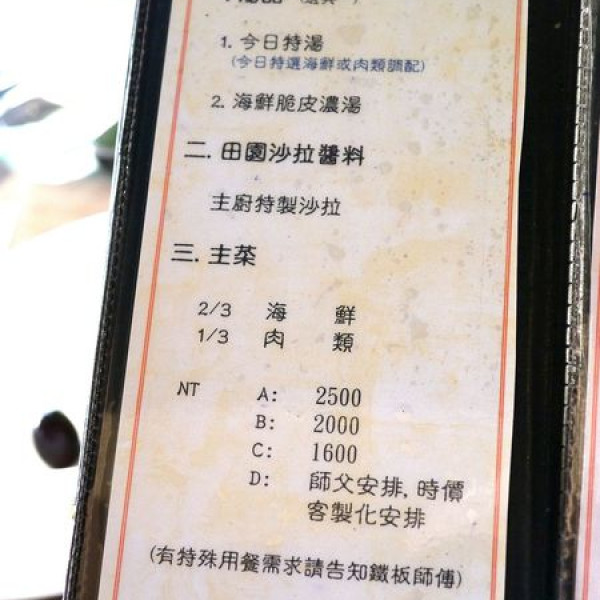 1. 今日特湯
(今日特選海鮮或肉類調配)
2. 海鮮脆皮濃湯
二. 田園沙拉醬料
主廚特製沙拉
三. 主菜
2/3 海 鮮
1/3 肉 類
NT A: 2500
B: 2000
C: 1600
D: 師父安排, 時價
客製化安排
(有特殊用餐需求請告知鐵板師傅)